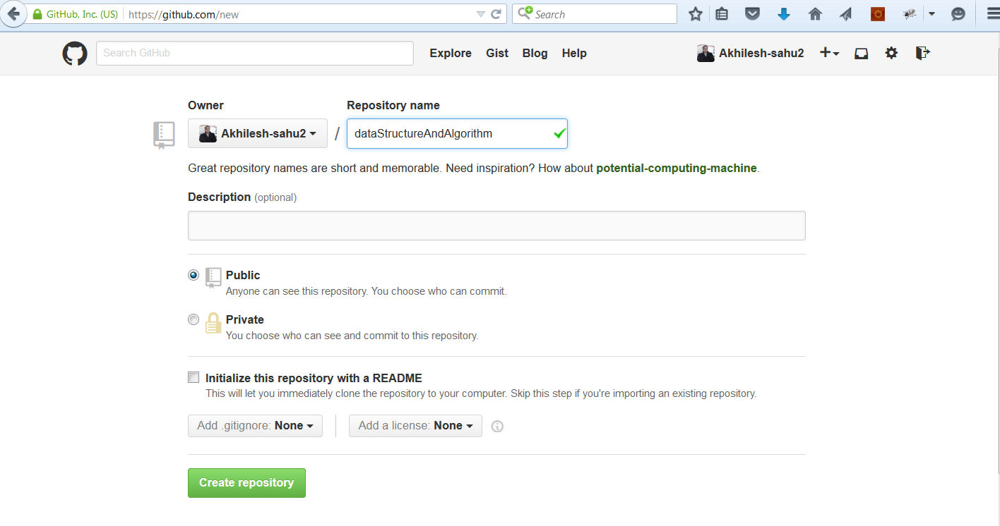 GitHub, Inc. (US) https://github.com/new Search
Search GitHub Explore Gist Blog Help Akhilesh-sahu2
Owner Repository name
Akhilesh-sahu2 / dataStructureAndAlgorithm
Great repository names are short and memorable. Need inspiration? How about potential-computing-machine.
Description (optional)
Public
Anyone can see this repository. You choose who can commit.
Private
You choose who can see and commit to this repository.
Initialize this repository with a README
This will let you immediately clone the repository to your computer. Skip this step if you're importing an existing repository.
Add .gitignore: None Add a license: None
Create repository